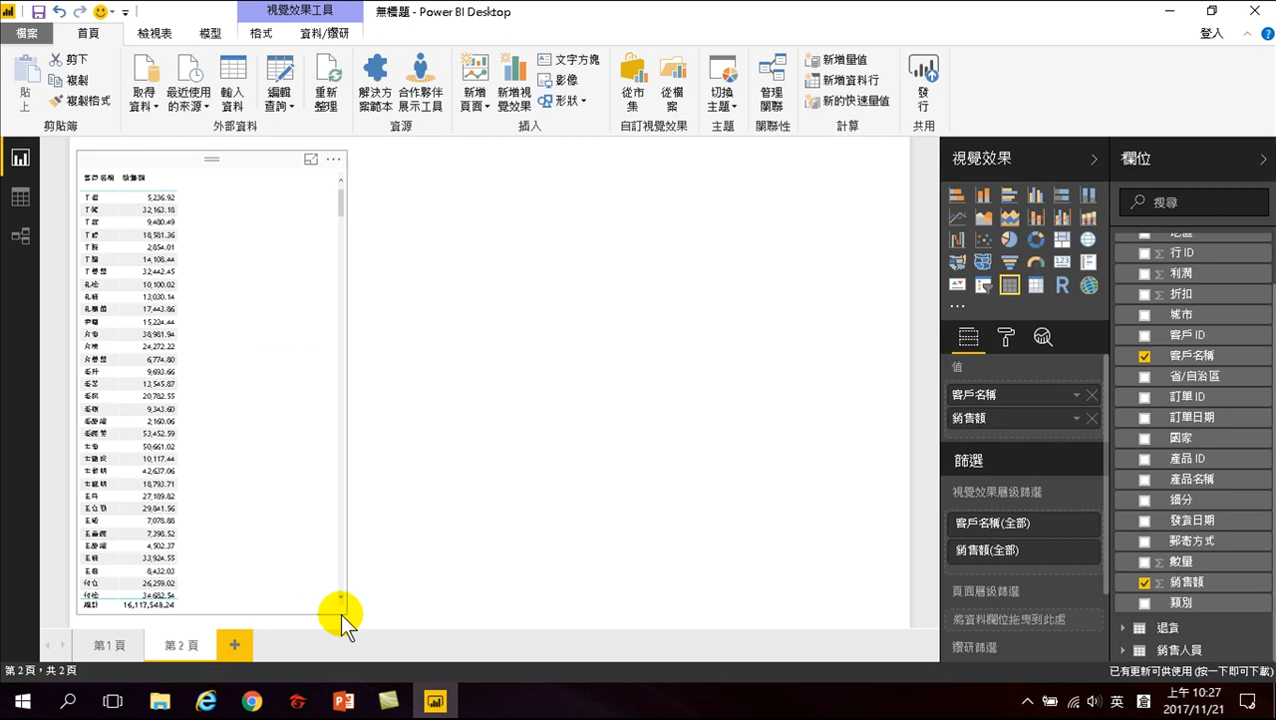 視覺效果工具
無標題 - Power BI Desktop
檔案
首頁
檢視表
模型
格式
資料/鑽研
登入
貼上
剪下
複製
複製格式
取得資料
最近使用的來源
輸入資料
編輯查詢
重新整理
解決方案範本
合作夥伴展示工具
新增頁面
新增視覺效果
文字方塊
影像
形狀
從市集
從檔案
切換主題
管理關聯
新增量值
新增資料行
新的快速量值
發行
剪貼簿
外部資料
資源
插入
自訂視覺效果
主題
關聯性
計算
共用
客戶名稱 銷售額
5,236.92
32,163.18
9,480.49
18,581.36
2,854.01
14,108.44
32,442.45
10,100.02
13,030.14
17,443.86
15,224.44
38,981.94
24,272.22
6,774.80
9,693.66
13,545.87
20,782.55
9,343.60
2,160.06
53,452.59
50,661.02
10,117.44
42,637.06
18,793.71
27,189.82
29,841.56
7,078.88
7,398.52
4,502.37
33,924.55
8,432.03
26,259.02
34,682.54
總計 16,117,548.24
視覺效果
值
客戶名稱
銷售額
篩選
視覺效果層級篩選
客戶名稱(全部)
銷售額(全部)
頁面層級篩選
將資料欄位拖曳到此處
鑽研篩選
欄位
搜尋
行 ID
利潤
折扣
城市
客戶 ID
客戶名稱
省/自治區
訂單 ID
訂單日期
國家
產品 ID
產品名稱
細分
發貨日期
郵寄方式
數量
銷售額
類別
退貨
銷售人員
第 1 頁
第 2 頁
第 2 頁，共 2 頁
已有更新可供使用 (按一下即可下載)
英
上午 10:27
2017/11/21